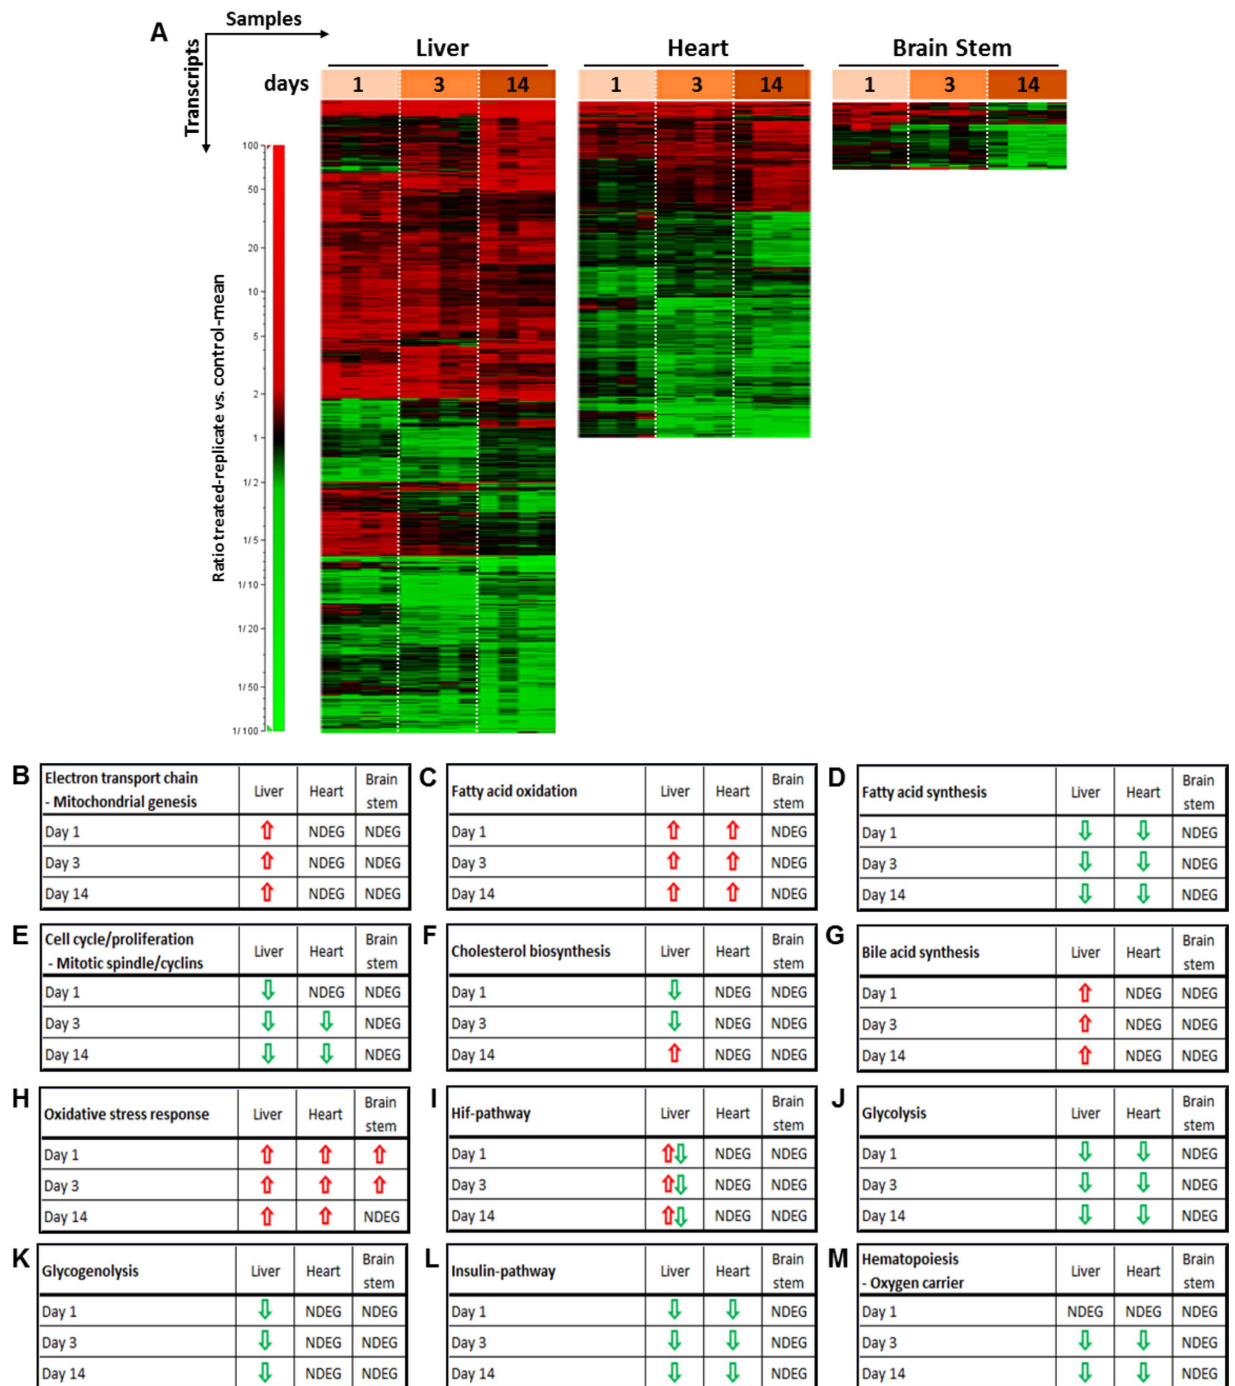 A
Samples
Transcripts
Liver
Heart
Brain Stem
days
1 3 14
1 3 14
1 3 14
Ratio treated-replicate vs. control-mean
100
50
20
10
5
2
1
1/2
1/5
1/10
1/20
1/50
1/100
B
Electron transport chain Liver Heart Brain
- Mitochondrial genesis stem
Day 1 ⇧ NDEG NDEG
Day 3 ⇧ NDEG NDEG
Day 14 ⇧ NDEG NDEG
C
Fatty acid oxidation Liver Heart Brain
stem
Day 1 ⇧ ⇧ NDEG
Day 3 ⇧ ⇧ NDEG
Day 14 ⇧ ⇧ NDEG
D
Fatty acid synthesis Liver Heart Brain
stem
Day 1 ⇩ ⇩ NDEG
Day 3 ⇩ ⇩ NDEG
Day 14 ⇩ ⇩ NDEG
E
Cell cycle/proliferation Liver Heart Brain
- Mitotic spindle/cyclins stem
Day 1 ⇩ NDEG NDEG
Day 3 ⇩ ⇩ NDEG
Day 14 ⇩ ⇩ NDEG
F
Cholesterol biosynthesis Liver Heart Brain
stem
Day 1 ⇩ NDEG NDEG
Day 3 ⇩ NDEG NDEG
Day 14 ⇧ NDEG NDEG
G
Bile acid synthesis Liver Heart Brain
stem
Day 1 ⇧ NDEG NDEG
Day 3 ⇧ NDEG NDEG
Day 14 ⇧ NDEG NDEG
H
Oxidative stress response Liver Heart Brain
stem
Day 1 ⇧ ⇧ ⇧
Day 3 ⇧ ⇧ ⇧
Day 14 ⇧ ⇧ NDEG
I
Hif-pathway Liver Heart Brain
stem
Day 1 ⇧⇩ NDEG NDEG
Day 3 ⇧⇩ NDEG NDEG
Day 14 ⇧⇩ NDEG NDEG
J
Glycolysis Liver Heart Brain
stem
Day 1 ⇩ ⇩ NDEG
Day 3 ⇩ ⇩ NDEG
Day 14 ⇩ ⇩ NDEG
K
Glycogenolysis Liver Heart Brain
stem
Day 1 ⇩ NDEG NDEG
Day 3 ⇩ NDEG NDEG
Day 14 ⇩ NDEG NDEG
L
Insulin-pathway Liver Heart Brain
stem
Day 1 ⇩ ⇩ NDEG
Day 3 ⇩ ⇩ NDEG
Day 14 ⇩ ⇩ NDEG
M
Hematopoiesis Liver Heart Brain
- Oxygen carrier stem
Day 1 NDEG NDEG NDEG
Day 3 ⇩ ⇩ NDEG
Day 14 ⇩ ⇩ NDEG